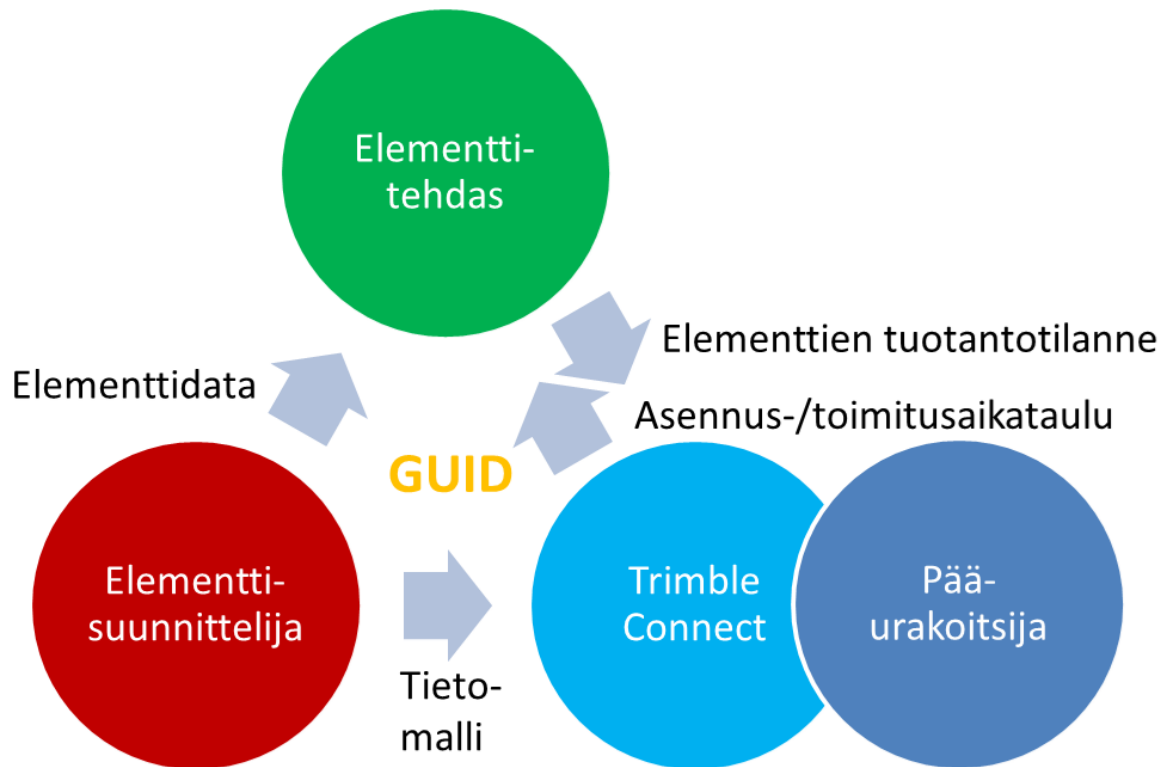 Elementti-
tehdas
Elementtien tuotantotilanne
Elementtidata
Asennus-/toimitusaikataulu
GUID
Elementti-
suunnittelija
Trimble
Connect
Pää-
urakoitsija
Tieto-
malli